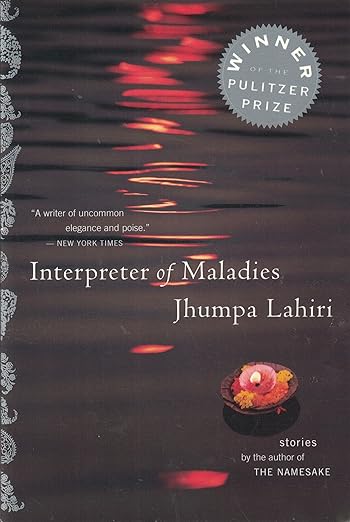 WINNER
OF THE
PULITZER
PRIZE
“A writer of uncommon
elegance and poise.”
— NEW YORK TIMES
Interpreter of Maladies
Jhumpa Lahiri
stories
by the author of
THE NAMESAKE